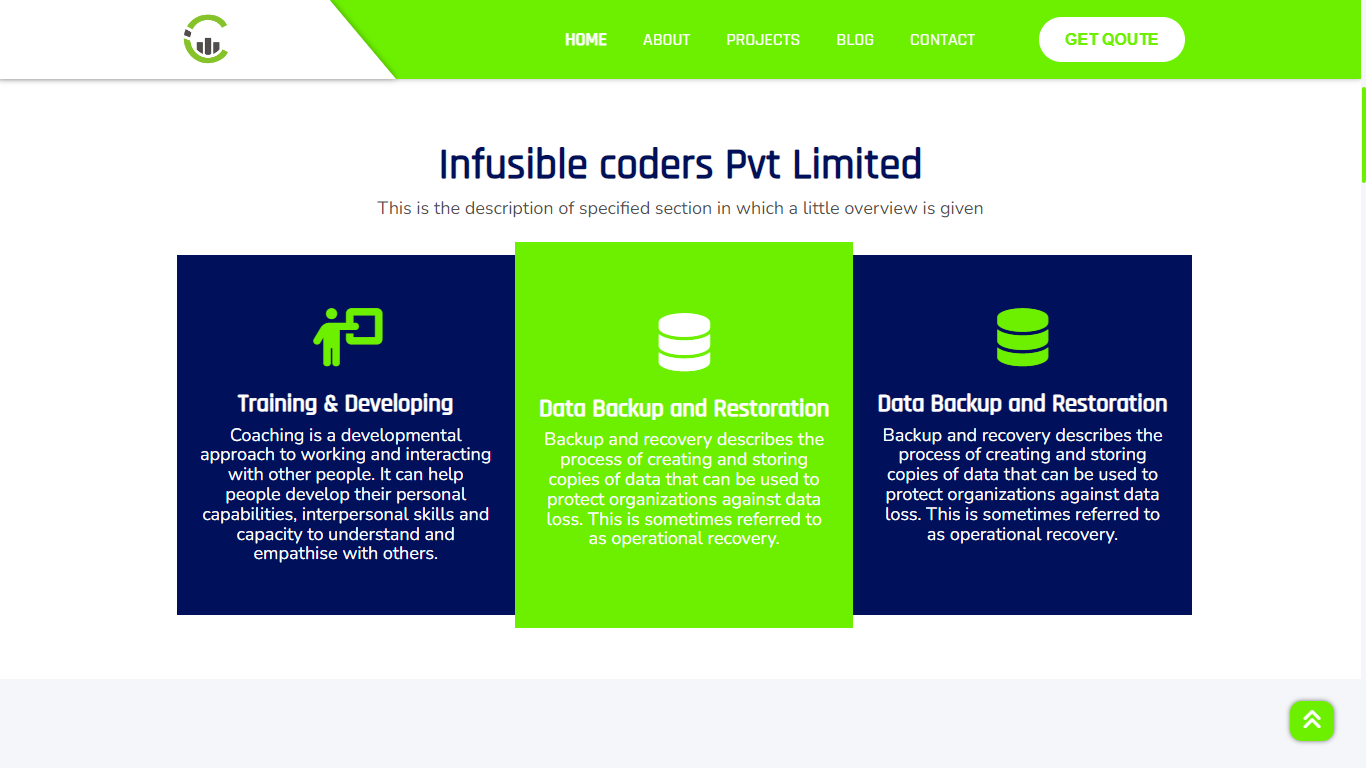 HOME ABOUT PROJECTS BLOG CONTACT GET QOUTE
Infusible coders Pvt Limited
This is the description of specified section in which a little overview is given
Training & Developing
Coaching is a developmental
approach to working and interacting
with other people. It can help
people develop their personal
capabilities, interpersonal skills and
capacity to understand and
empathise with others.
Data Backup and Restoration
Backup and recovery describes the
process of creating and storing
copies of data that can be used to
protect organizations against data
loss. This is sometimes referred to
as operational recovery.
Data Backup and Restoration
Backup and recovery describes the
process of creating and storing
copies of data that can be used to
protect organizations against data
loss. This is sometimes referred to
as operational recovery.